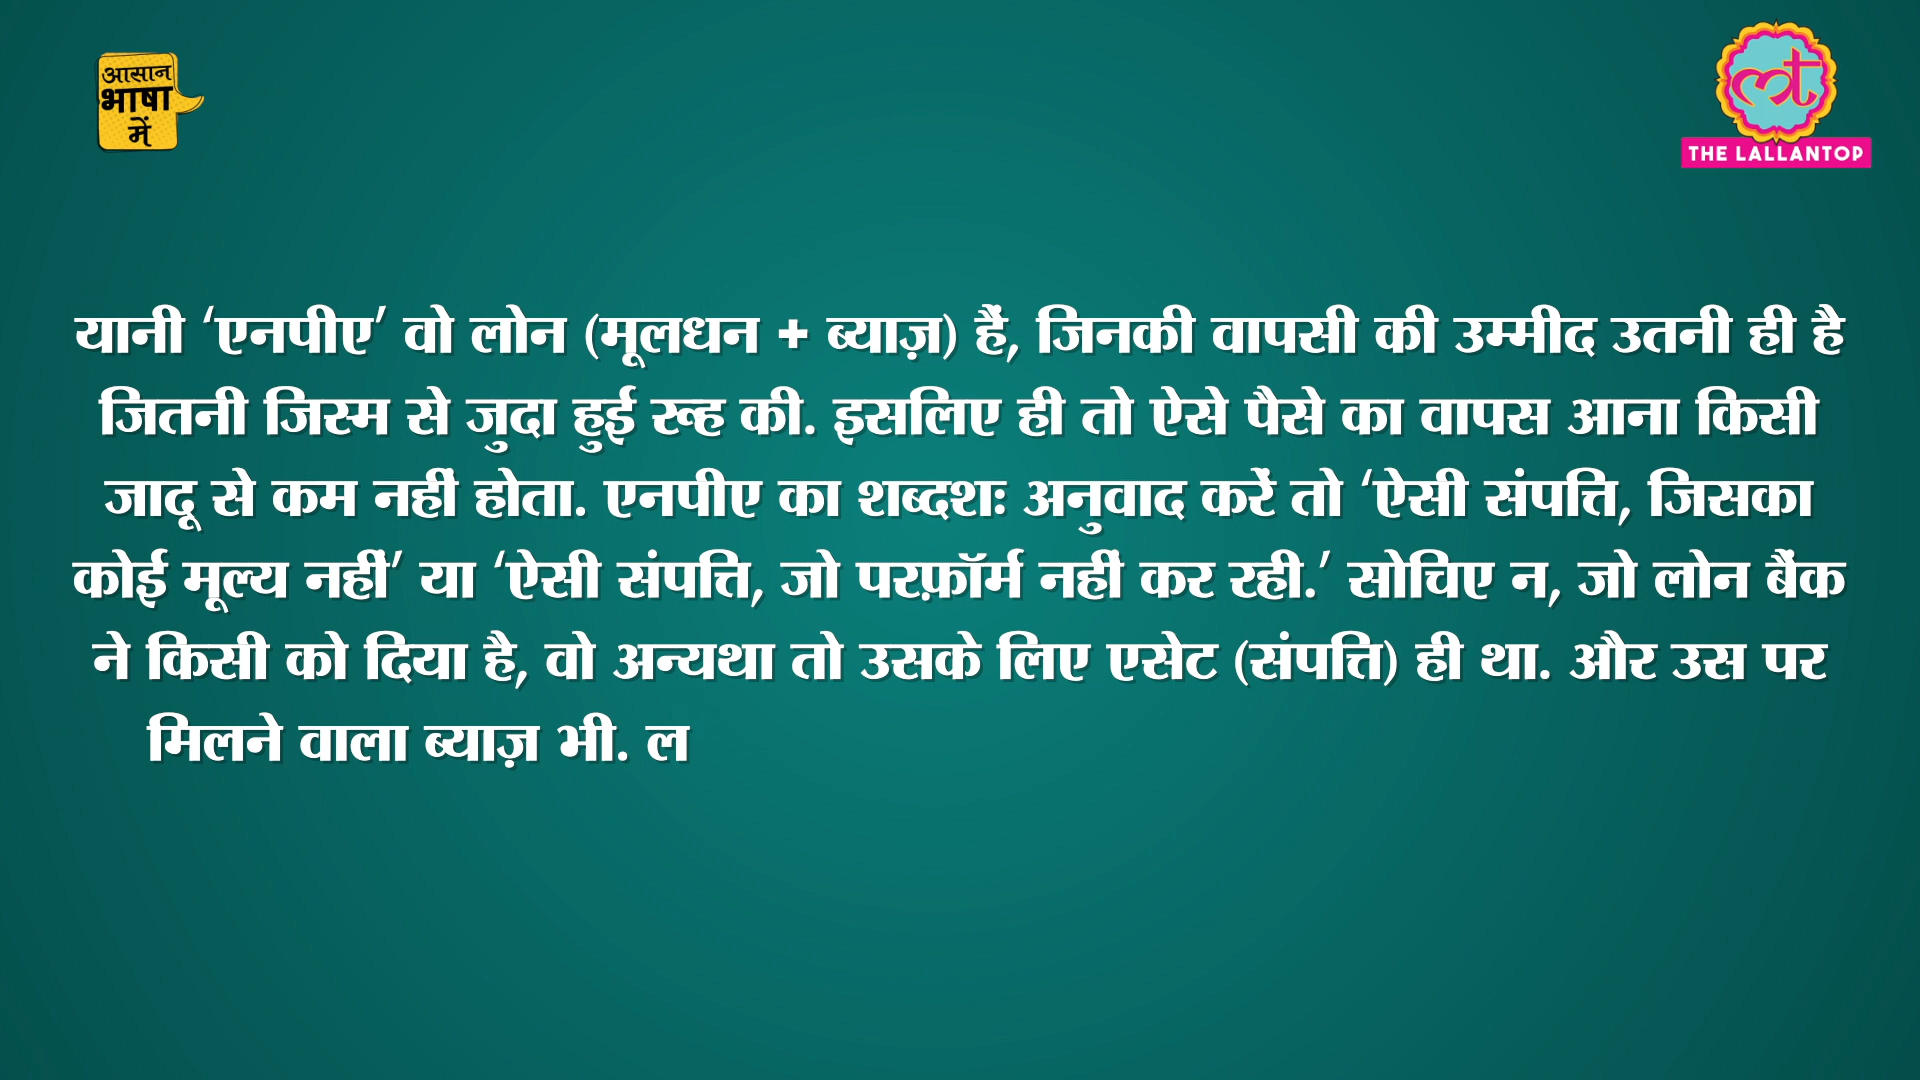 आसान
भाषा
में
THE LALLANTOP
यानी ‘एनपीए’ वो लोन (मूलधन + ब्याज़) हैं, जिनकी वापसी की उम्मीद उतनी ही है
जितनी जिस्म से जुदा हुई रूह की. इसलिए ही तो ऐसे पैसे का वापस आना किसी
जादू से कम नहीं होता. एनपीए का शब्दशः अनुवाद करें तो ‘ऐसी संपत्ति, जिसका
कोई मूल्य नहीं’ या ‘ऐसी संपत्ति, जो परफ़ॉर्म नहीं कर रही.’ सोचिए न, जो लोन बैंक
ने किसी को दिया है, वो अन्यथा तो उसके लिए एसेट (संपत्ति) ही था. और उस पर
मिलने वाला ब्याज़ भी. ल